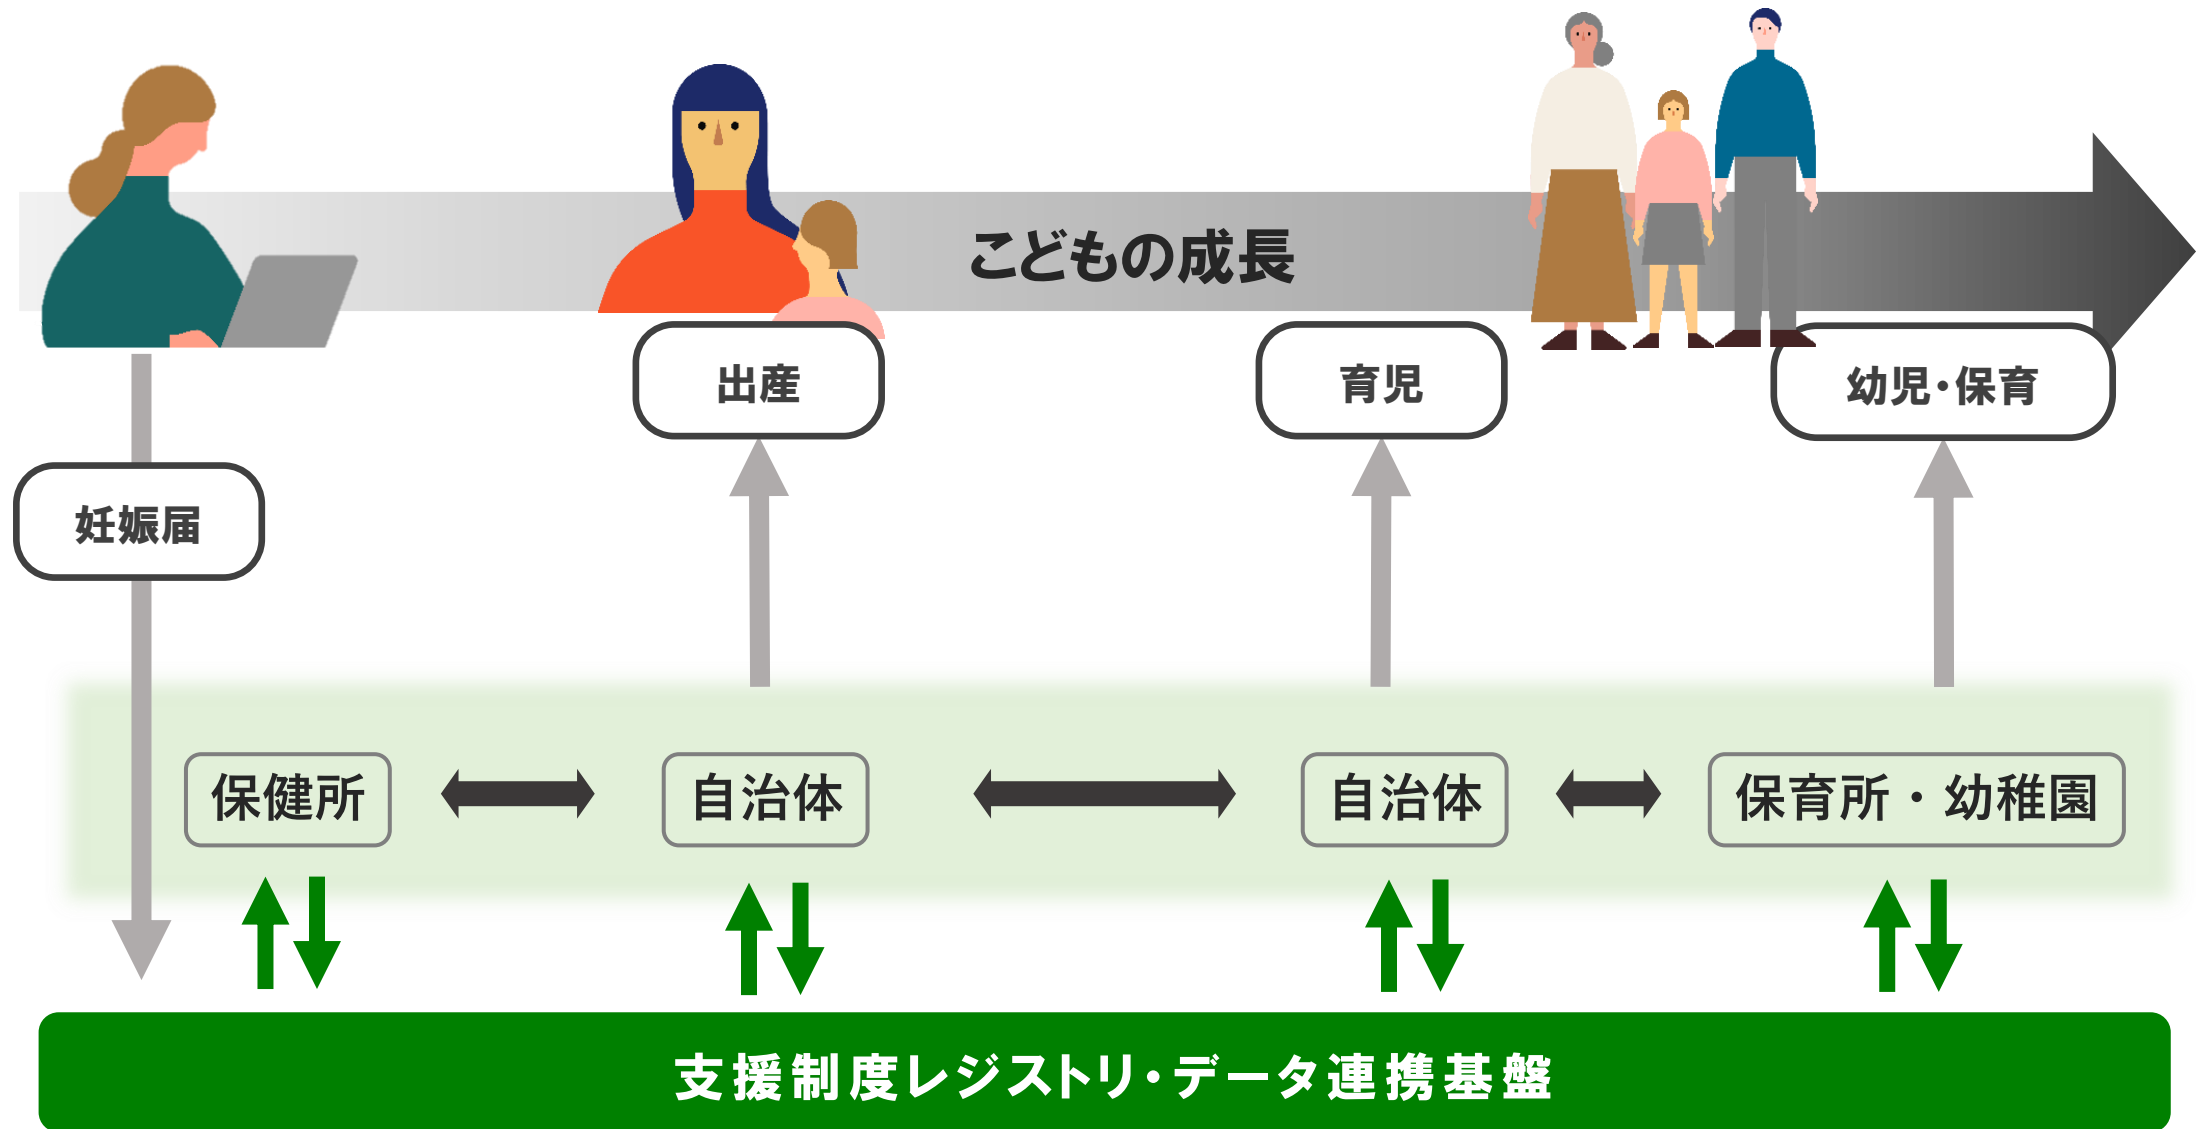 こどもの成長
出産
育児
幼児・保育
妊娠届
保健所
自治体
自治体
保育所・幼稚園
支援制度レジストリ・データ連携基盤